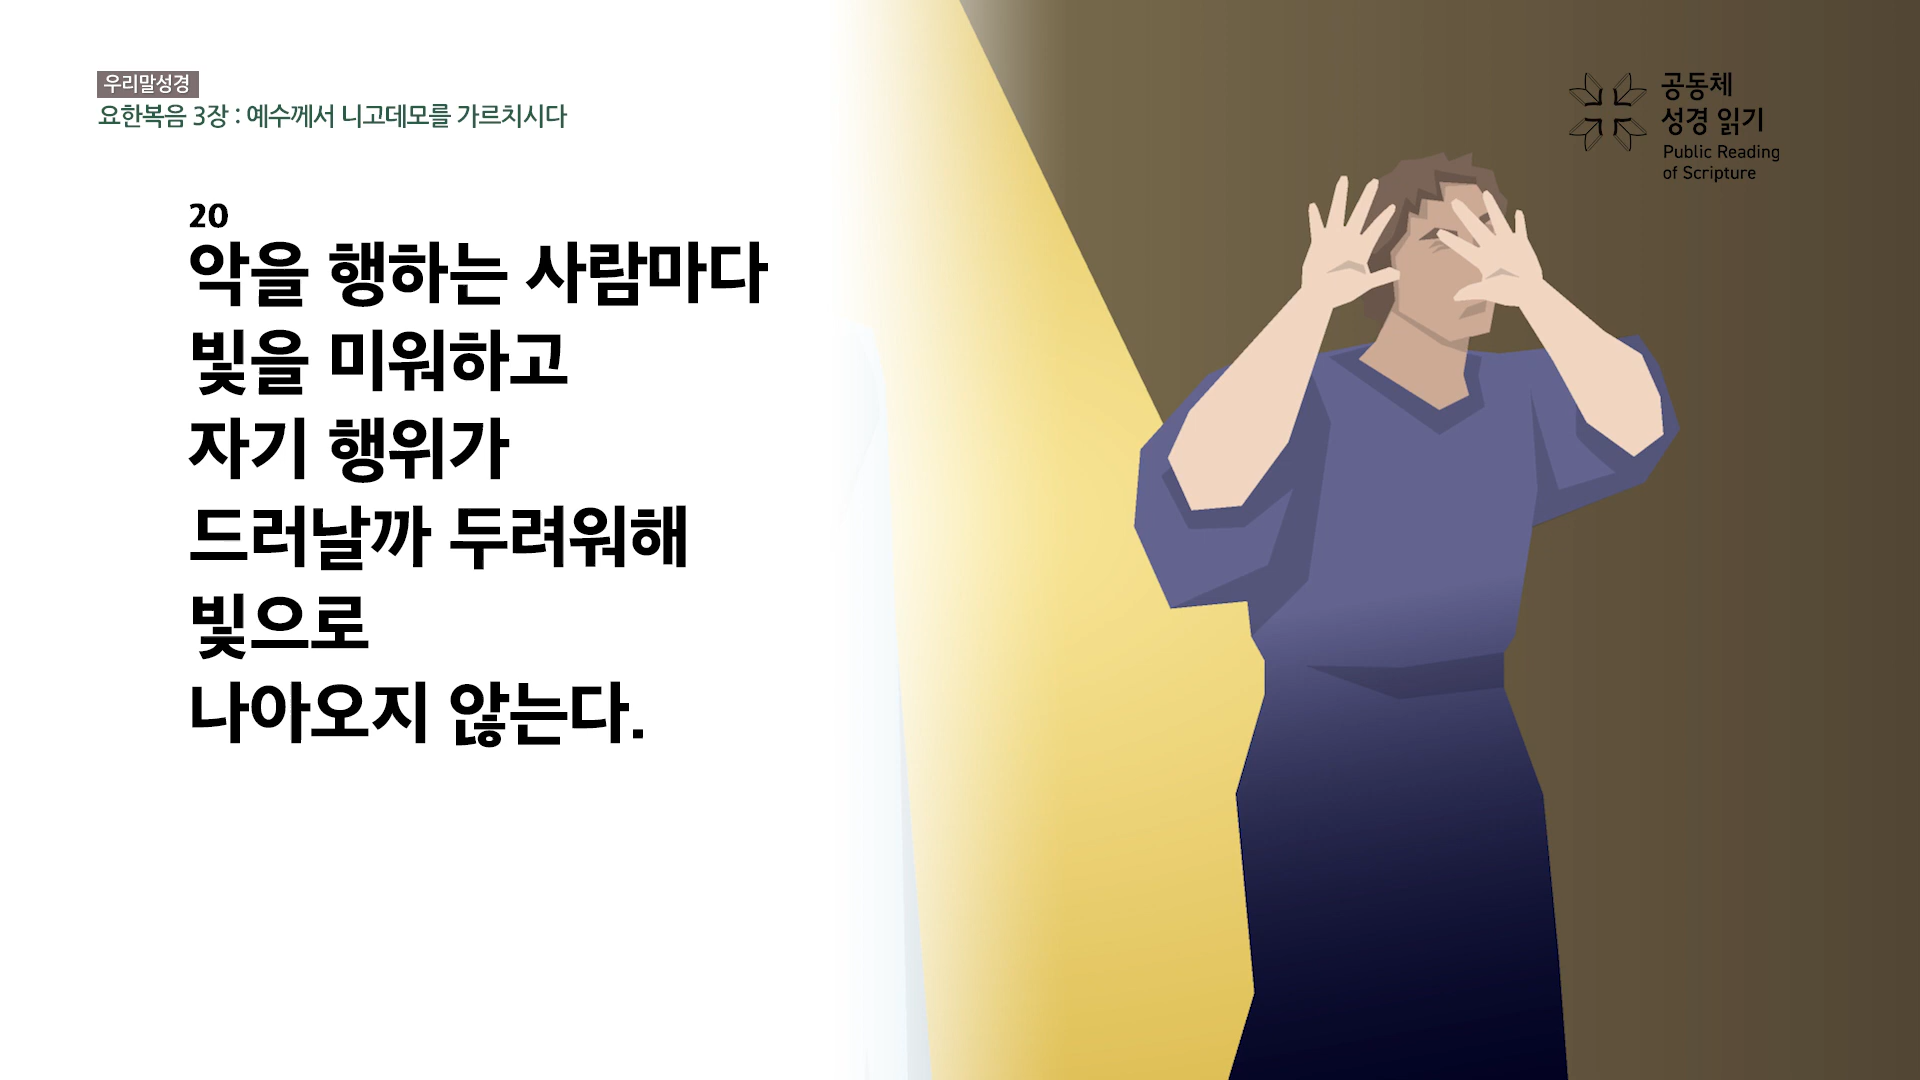 우리말성경
요한복음 3장 : 예수께서 니고데모를 가르치시다
20
악을 행하는 사람마다
빛을 미워하고
자기 행위가
드러날까 두려워해
빛으로
나아오지 않는다.
공동체
성경 읽기
Public Reading
of Scripture